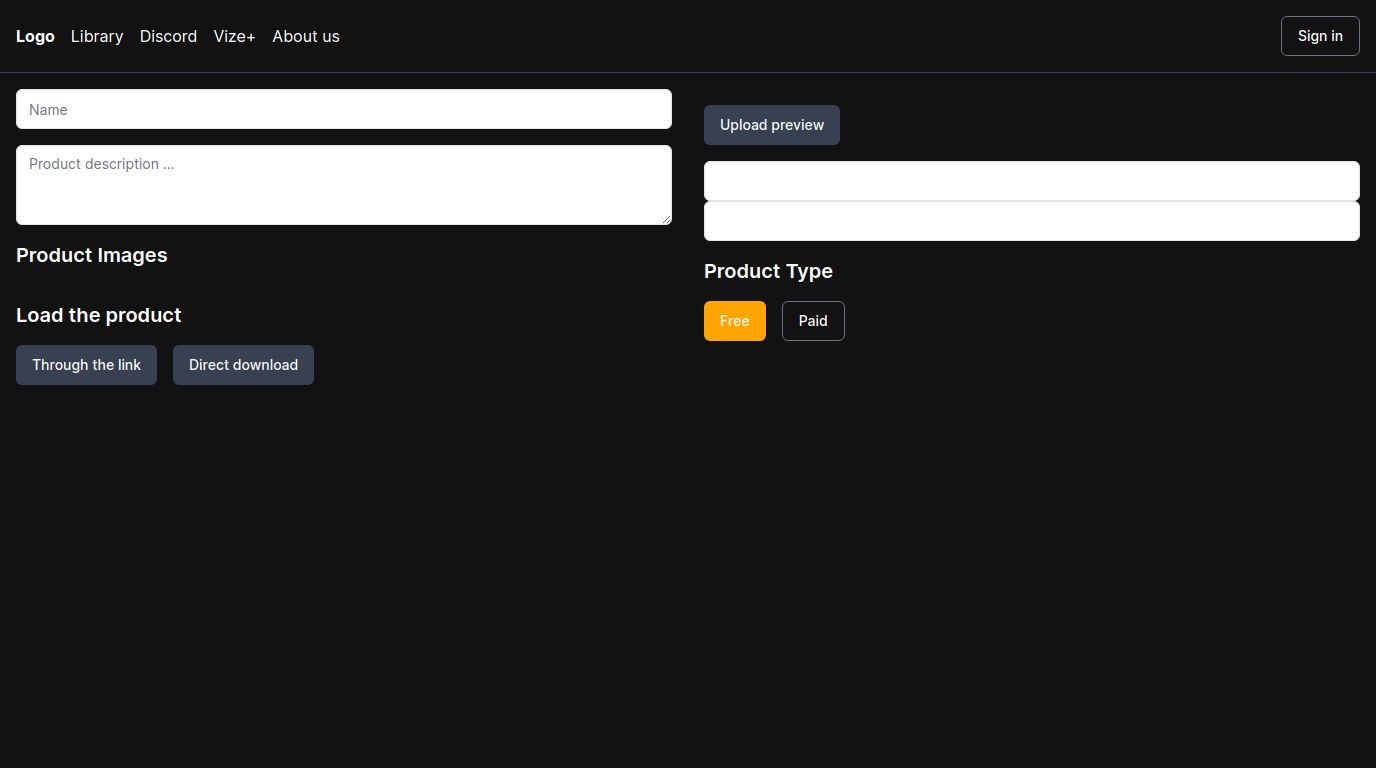 Logo Library Discord Vize+ About us Sign in
Name
Product description ...
Product Images
Load the product
Through the link Direct download
Upload preview
Product Type
Free Paid